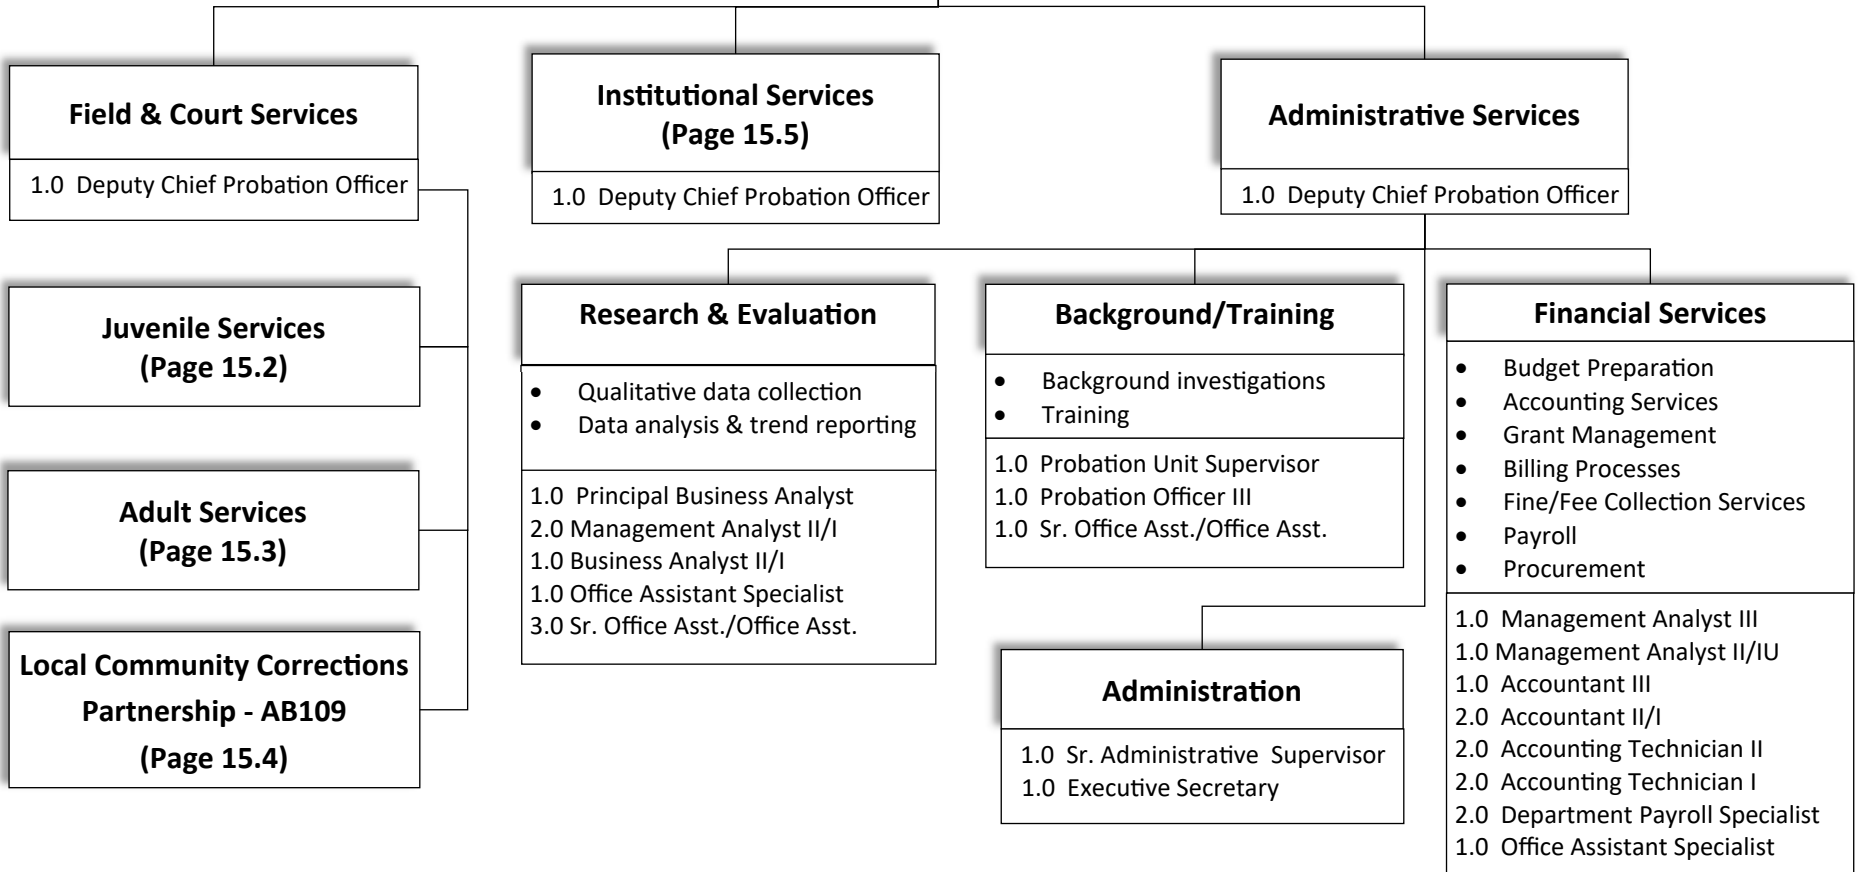 Field & Court Services
1.0 Deputy Chief Probation Officer
Institutional Services
(Page 15.5)
1.0 Deputy Chief Probation Officer
Administrative Services
1.0 Deputy Chief Probation Officer
Juvenile Services
(Page 15.2)
Adult Services
(Page 15.3)
Local Community Corrections
Partnership - AB109
(Page 15.4)
Research & Evaluation
• Qualitative data collection
• Data analysis & trend reporting
1.0 Principal Business Analyst
2.0 Management Analyst II/I
1.0 Business Analyst II/I
1.0 Office Assistant Specialist
3.0 Sr. Office Asst./Office Asst.
Background/Training
• Background investigations
• Training
1.0 Probation Unit Supervisor
1.0 Probation Officer III
1.0 Sr. Office Asst./Office Asst.
Administration
1.0 Sr. Administrative Supervisor
1.0 Executive Secretary
Financial Services
• Budget Preparation
• Accounting Services
• Grant Management
• Billing Processes
• Fine/Fee Collection Services
• Payroll
• Procurement
1.0 Management Analyst III
1.0 Management Analyst II/IU
1.0 Accountant III
2.0 Accountant II/I
2.0 Accounting Technician II
2.0 Accounting Technician I
2.0 Department Payroll Specialist
1.0 Office Assistant Specialist